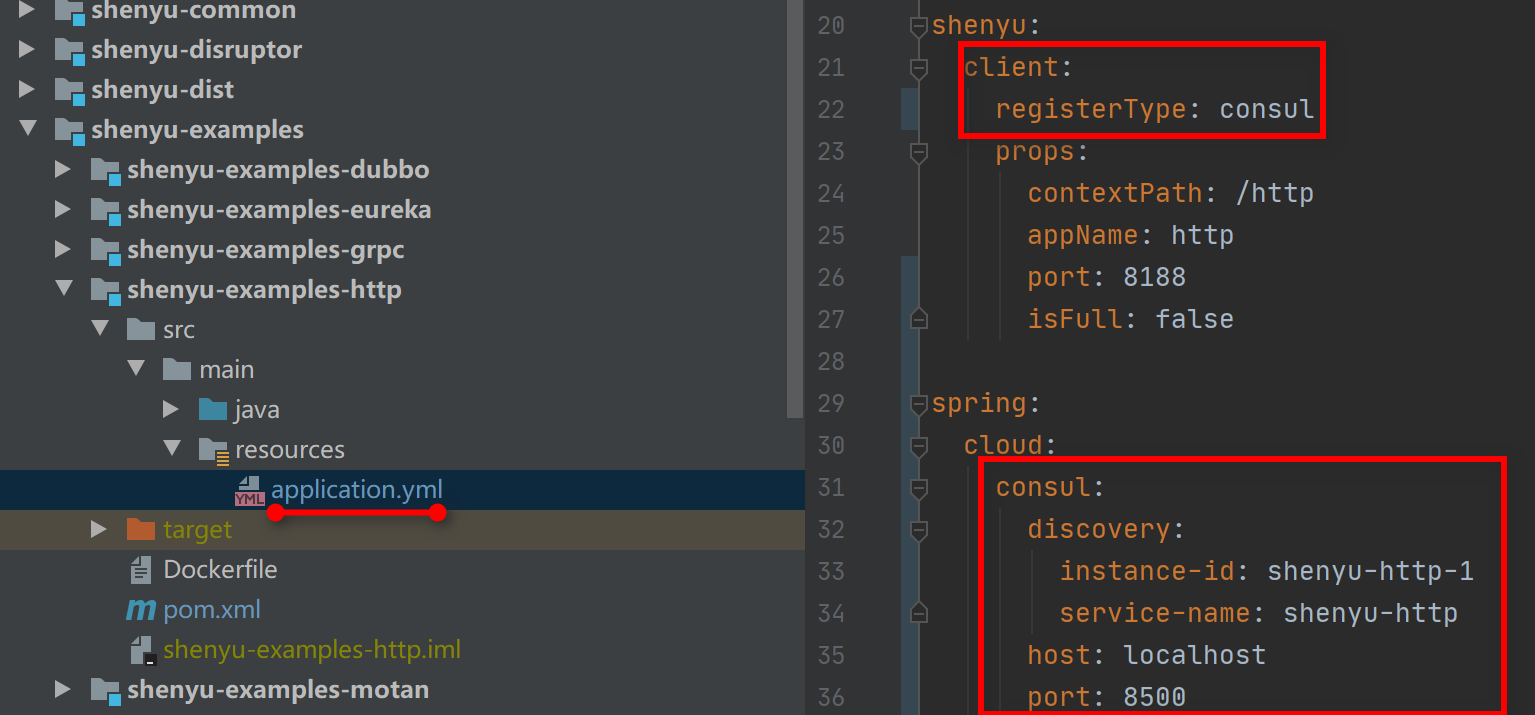 shenyu-common
shenyu-disruptor
shenyu-dist
shenyu-examples
shenyu-examples-dubbo
shenyu-examples-eureka
shenyu-examples-grpc
shenyu-examples-http
src
main
java
resources
YML application.yml
target
Dockerfile
m pom.xml
shenyu-examples-http.iml
shenyu-examples-motan
20 shenyu:
21 client:
22 registerType: consul
23 props:
24 contextPath: /http
25 appName: http
26 port: 8188
27 isFull: false
28
29 spring:
30 cloud:
31 consul:
32 discovery:
33 instance-id: shenyu-http-1
34 service-name: shenyu-http
35 host: localhost
36 port: 8500